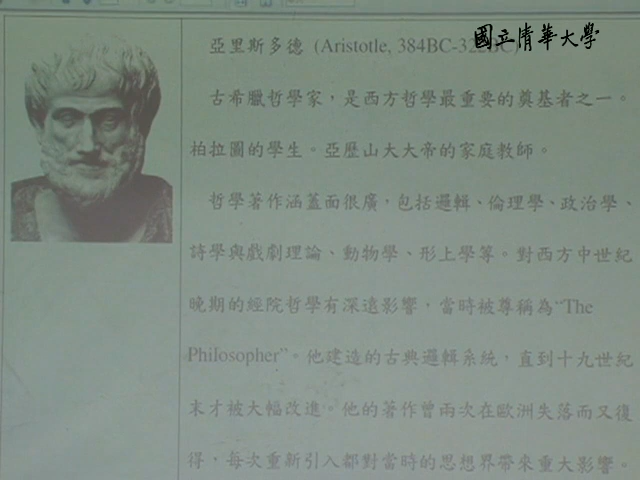 國立清華大學
亞里斯多德 (Aristotle, 384BC-322BC)
古希臘哲學家，是西方哲學最重要的奠基者之一。
柏拉圖的學生。亞歷山大大帝的家庭教師。
哲學著作涵蓋面很廣，包括邏輯、倫理學、政治學、
詩學與戲劇理論、動物學、形上學等。對西方中世紀
晚期的經院哲學有深遠影響，當時被尊稱為“The
Philosopher”。他建造的古典邏輯系統，直到十九世紀
末才被大幅改進。他的著作曾兩次在歐洲失落而又復
得，每次重新引入都對當時的思想界帶來重大影響。